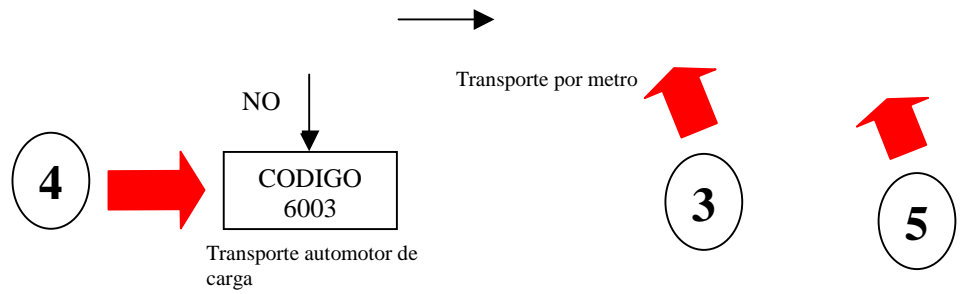 Transporte por metro
NO
4
CODIGO
6003
3
5
Transporte automotor de
carga